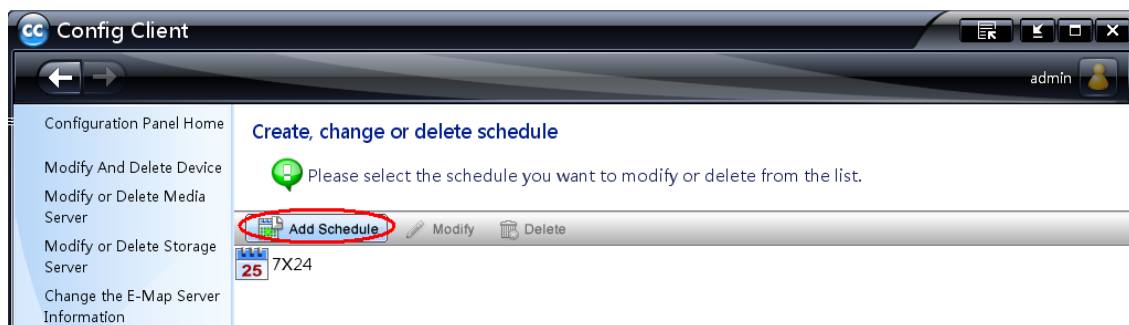 CC Config Client
admin
Configuration Panel Home
Modify And Delete Device
Modify or Delete Media
Server
Modify or Delete Storage
Server
Change the E-Map Server
Information
Create, change or delete schedule
Please select the schedule you want to modify or delete from the list.
Add Schedule Modify Delete
25 7X24